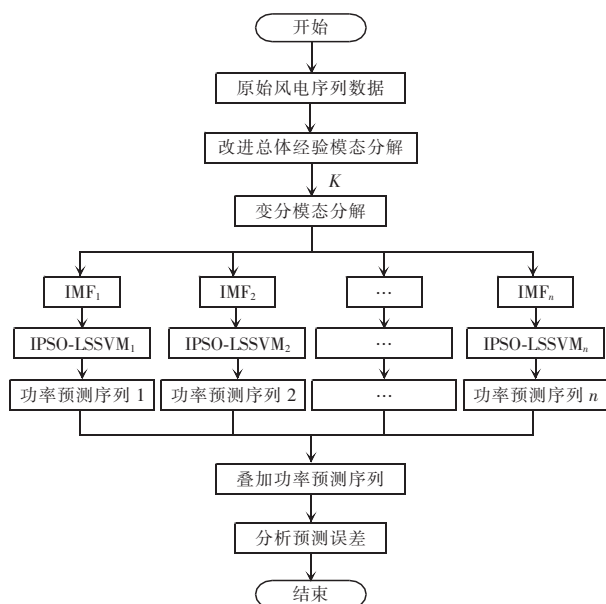 开始
原始风电序列数据
改进总体经验模态分解
K
变分模态分解
IMF₁ IMF₂ … IMFₙ
IPSO-LSSVM₁ IPSO-LSSVM₂ … IPSO-LSSVMₙ
功率预测序列 1 功率预测序列 2 … 功率预测序列 n
叠加功率预测序列
分析预测误差
结束